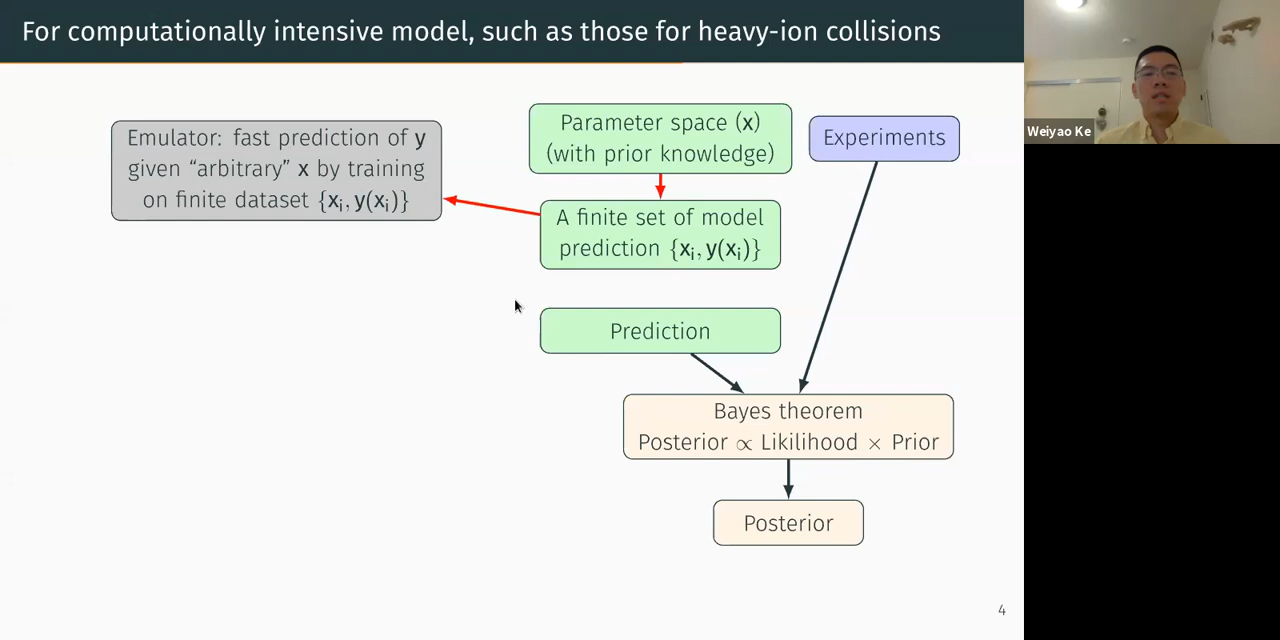 For computationally intensive model, such as those for heavy-ion collisions
Emulator: fast prediction of y
given “arbitrary” x by training
on finite dataset {xᵢ, y(xᵢ)}
Parameter space (x)
(with prior knowledge)
Experiments
A finite set of model
prediction {xᵢ, y(xᵢ)}
Prediction
Bayes theorem
Posterior ∝ Likilihood × Prior
Posterior
4
Weiyao Ke